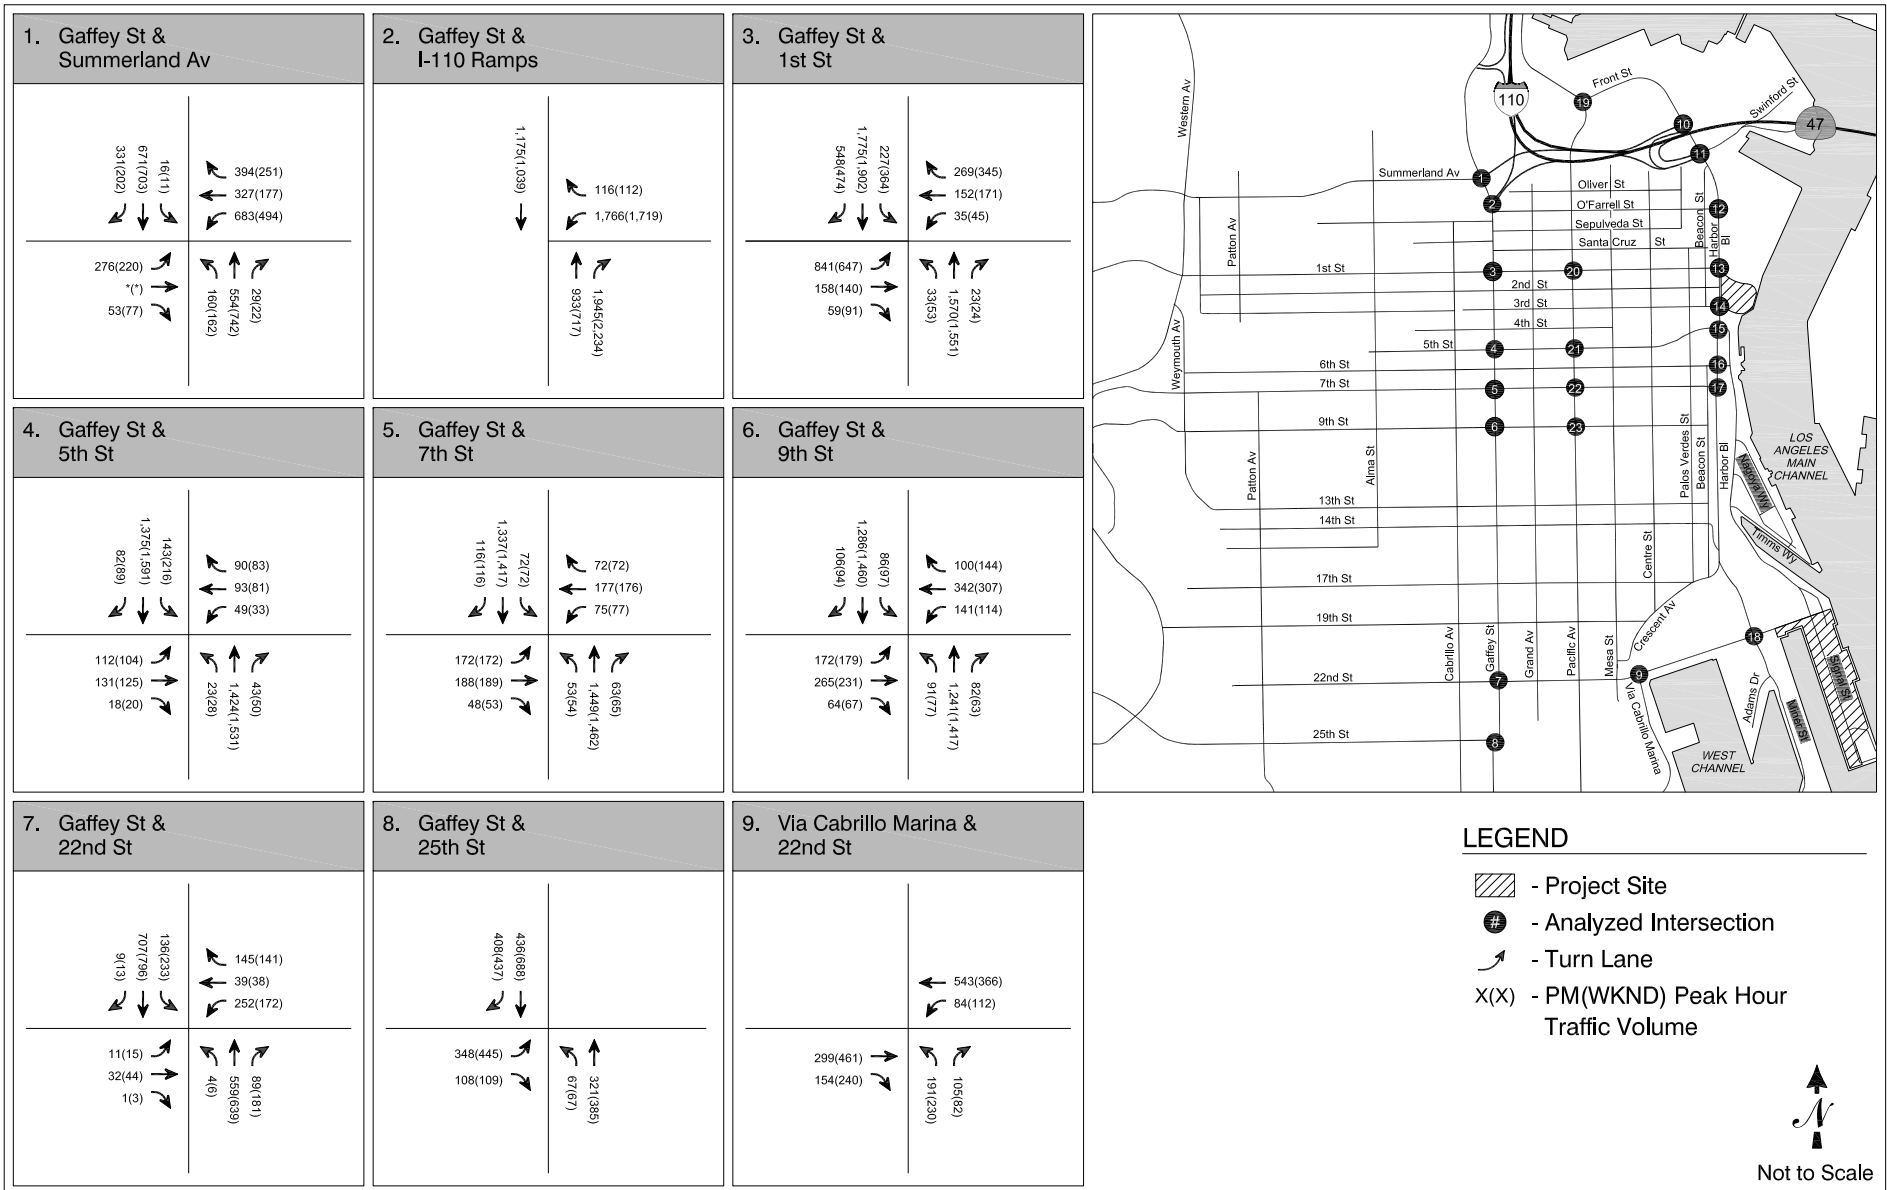 1. Gaffey St &
Summerland Av
331(202)
671(703)
16(11)
394(251)
327(177)
683(494)
276(220)
*(*)
53(77)
160(162)
554(742)
29(22)
2. Gaffey St &
I-110 Ramps
1,175(1,039)
116(112)
1,766(1,719)
933(717)
1,945(2,234)
3. Gaffey St &
1st St
548(474)
1,775(1,902)
227(364)
269(345)
152(171)
35(45)
841(647)
158(140)
59(91)
33(53)
1,570(1,551)
23(24)
4. Gaffey St &
5th St
82(89)
1,375(1,591)
143(216)
90(83)
93(81)
49(33)
112(104)
131(125)
18(20)
23(28)
1,424(1,531)
43(50)
5. Gaffey St &
7th St
116(116)
1,337(1,417)
72(72)
72(72)
177(176)
75(77)
172(172)
188(189)
48(53)
53(54)
1,449(1,462)
63(65)
6. Gaffey St &
9th St
106(94)
1,286(1,460)
86(97)
100(144)
342(307)
141(114)
172(179)
265(231)
64(67)
91(77)
1,241(1,417)
82(63)
7. Gaffey St &
22nd St
9(13)
707(796)
136(233)
145(141)
39(38)
252(172)
11(15)
32(44)
1(3)
4(6)
559(639)
89(181)
8. Gaffey St &
25th St
408(437)
436(688)
348(445)
108(109)
67(67)
321(385)
9. Via Cabrillo Marina &
22nd St
543(366)
84(112)
299(461)
154(240)
191(230)
105(82)
Western Av
110
Front St
19
10
Swinford St
47
11
Summerland Av
1
2
Oliver St
O'Farrell St
12
Sepulveda St
Santa Cruz St
Beacon St
Harbor Bl
Patton Av
1st St
3
20
13
2nd St
3rd St
14
4th St
15
5th St
4
21
Weymouth Av
6th St
16
7th St
5
22
17
9th St
6
23
Patton Av
Alma St
Palos Verdes St
Beacon St
Harbor Bl
LOS
ANGELES
MAIN
CHANNEL
Nagoya Wy
Timms Wy
13th St
14th St
Centre St
17th St
19th St
Crescent Av
Cabrillo Av
Gaffey St
Grand Av
Pacific Av
Mesa St
18
22nd St
7
9
Via Cabrillo Marina
Adams Dr
Miner St
Signal St
25th St
8
WEST
CHANNEL
LEGEND
- Project Site
# - Analyzed Intersection
- Turn Lane
X(X) - PM(WKND) Peak Hour
Traffic Volume
N
Not to Scale